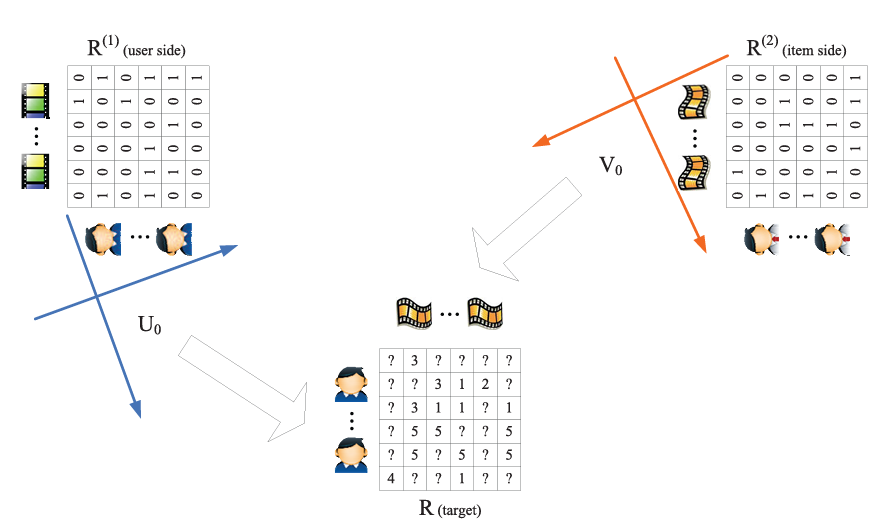 R(1) (user side)
0 1 0 1 1 1
1 0 1 0 0 0
0 0 0 0 1 0
0 0 0 1 0 0
0 0 0 1 1 0
0 1 0 1 0 0
R(2) (item side)
0 0 0 0 0 1
0 0 1 0 0 0
0 0 1 1 1 0
0 0 0 0 0 1
1 0 0 0 1 1
0 1 0 1 0 0
V0
U0
? 3 ? ? ? ?
? ? 3 1 2 ?
? 3 1 1 ? 1
? 5 5 ? ? 5
? 5 ? 5 ? 5
4 ? ? 1 ? ?
R (target)